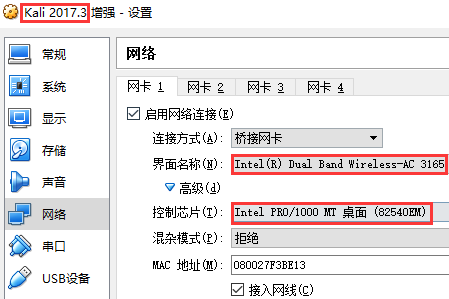 Kali 2017.3 增强 - 设置
常规
系统
显示
存储
声音
网络
串口
USB设备
网络
网卡 1 网卡 2 网卡 3 网卡 4
启用网络连接(E)
连接方式(A): 桥接网卡
界面名称(N): Intel(R) Dual Band Wireless-AC 3165
高级(d)
控制芯片(T): Intel PRO/1000 MT 桌面 (82540EM)
混杂模式(P): 拒绝
MAC 地址(M): 080027F3BE13
接入网线(C)